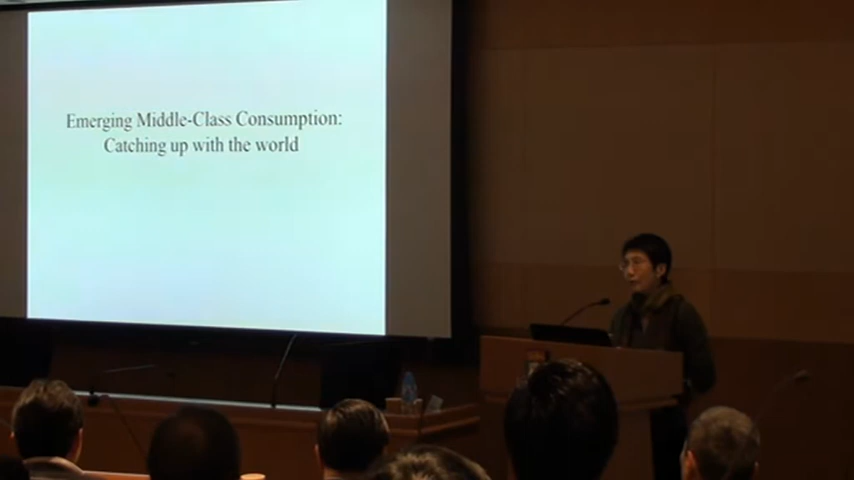 Emerging Middle-Class Consumption:
Catching up with the world